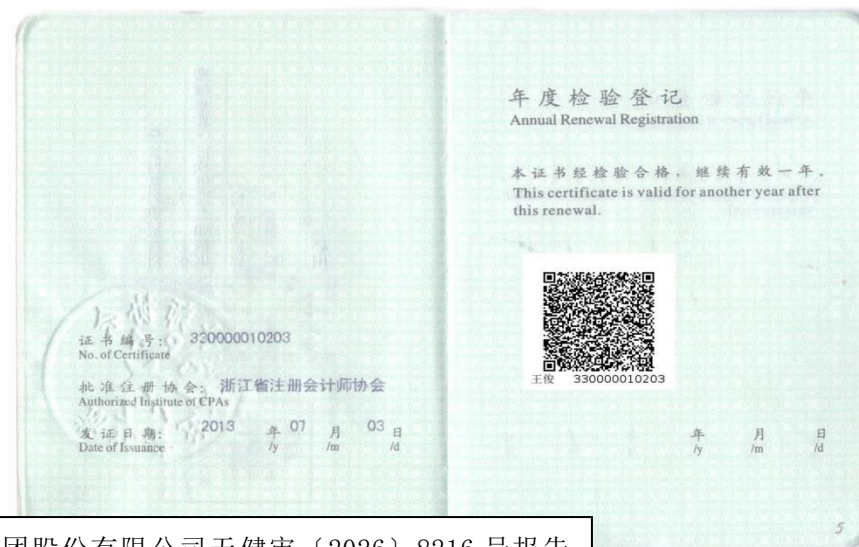 证书编号: 330000010203
No. of Certificate
批准注册协会: 浙江省注册会计师协会
Authorized Institute of CPAs
发证日期: 2013 年 07 月 03 日
Date of Issuance /y /m /d
年度检验登记
Annual Renewal Registration
本证书经检验合格,继续有效一年。
This certificate is valid for another year after
this renewal.
王俊 330000010203
年 月 日
/y /m /d
5
团股份有限公司天健审〔2026〕8216 号报告